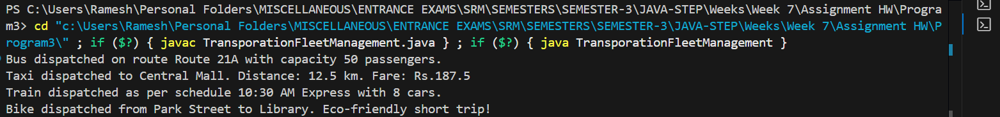 PS C:\Users\Ramesh\Personal Folders\MISCELLANEOUS\ENTRANCE EXAMS\SRM\SEMESTERS\SEMESTER-3\JAVA-STEP\Weeks\Week 7\Assignment HW\Progra
m3> cd "c:\Users\Ramesh\Personal Folders\MISCELLANEOUS\ENTRANCE EXAMS\SRM\SEMESTERS\SEMESTER-3\JAVA-STEP\Weeks\Week 7\Assignment HW\P
rogram3\" ; if ($?) { javac TransporationFleetManagement.java } ; if ($?) { java TransporationFleetManagement }
Bus dispatched on route Route 21A with capacity 50 passengers.
Taxi dispatched to Central Mall. Distance: 12.5 km. Fare: Rs.187.5
Train dispatched as per schedule 10:30 AM Express with 8 cars.
Bike dispatched from Park Street to Library. Eco-friendly short trip!